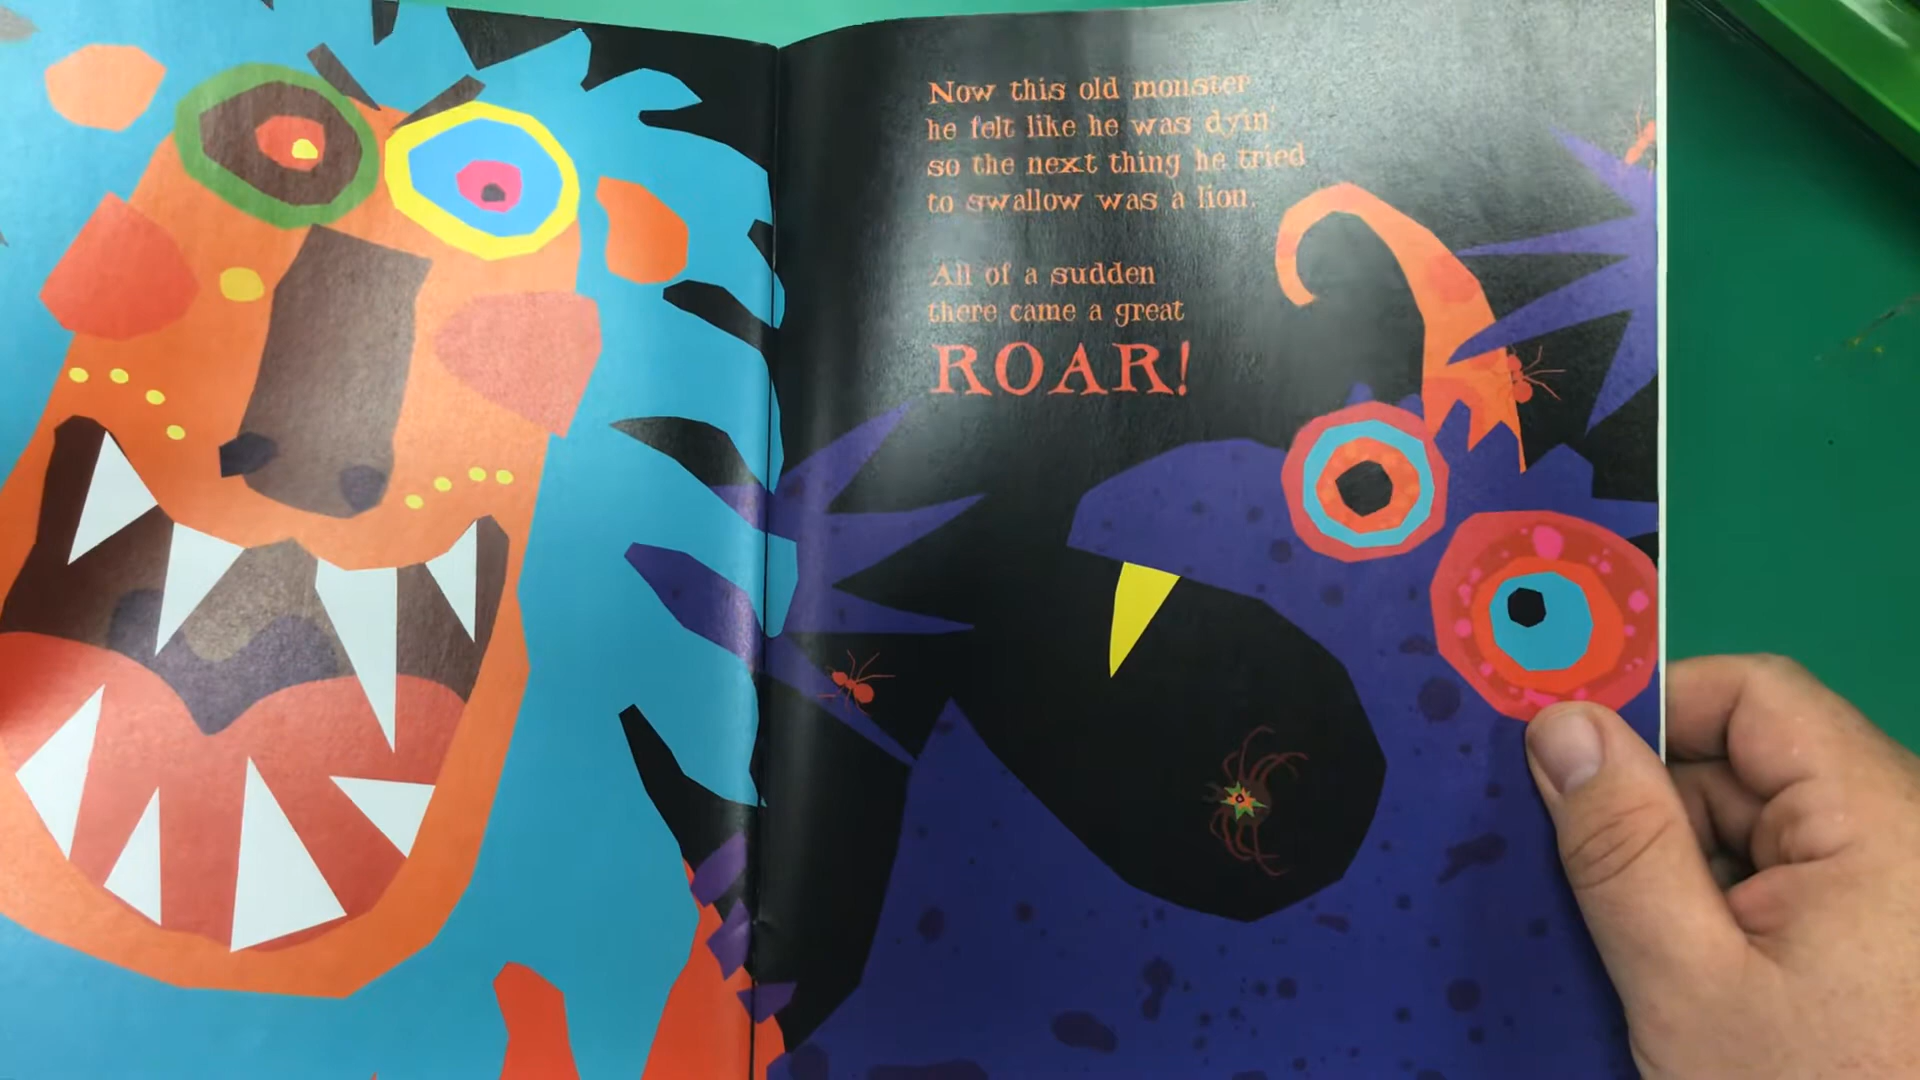 Now this old monster
he felt like he was dyin'
so the next thing he tried
to swallow was a lion.
All of a sudden
there came a great
ROAR!